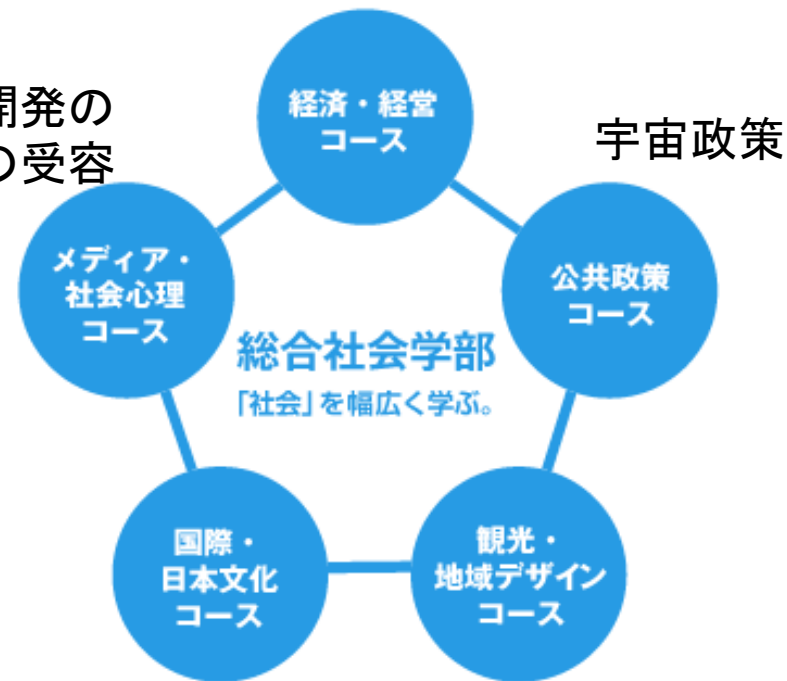 開発の
の受容
経済・経営
コース
宇宙政策
メディア・
社会心理
コース
公共政策
コース
総合社会学部
「社会」を幅広く学ぶ。
国際・
日本文化
コース
観光・
地域デザイン
コース